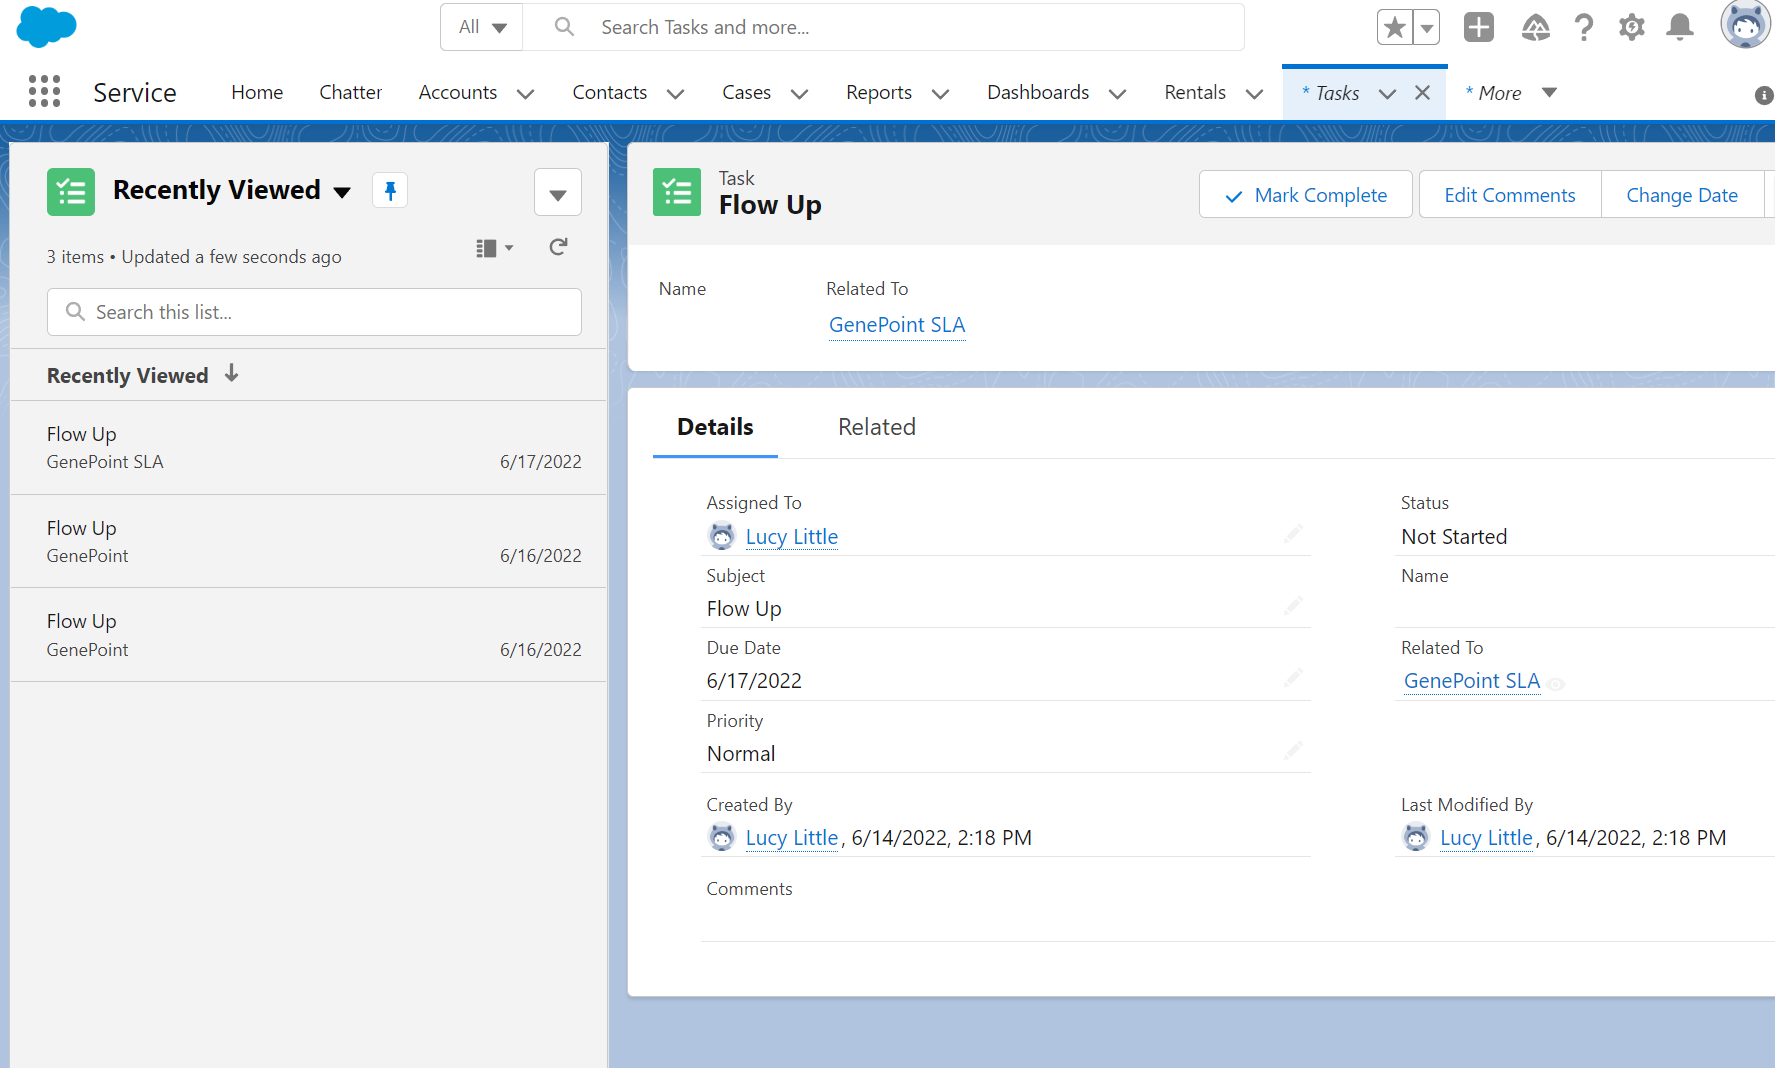 All
Search Tasks and more...
Service
Home
Chatter
Accounts
Contacts
Cases
Reports
Dashboards
Rentals
* Tasks
* More
Recently Viewed
3 items • Updated a few seconds ago
Search this list...
Recently Viewed
Flow Up
GenePoint SLA
6/17/2022
Flow Up
GenePoint
6/16/2022
Flow Up
GenePoint
6/16/2022
Task
Flow Up
Mark Complete
Edit Comments
Change Date
Name
Related To
GenePoint SLA
Details
Related
Assigned To
Lucy Little
Status
Not Started
Subject
Flow Up
Name
Due Date
6/17/2022
Related To
GenePoint SLA
Priority
Normal
Created By
Lucy Little, 6/14/2022, 2:18 PM
Last Modified By
Lucy Little, 6/14/2022, 2:18 PM
Comments